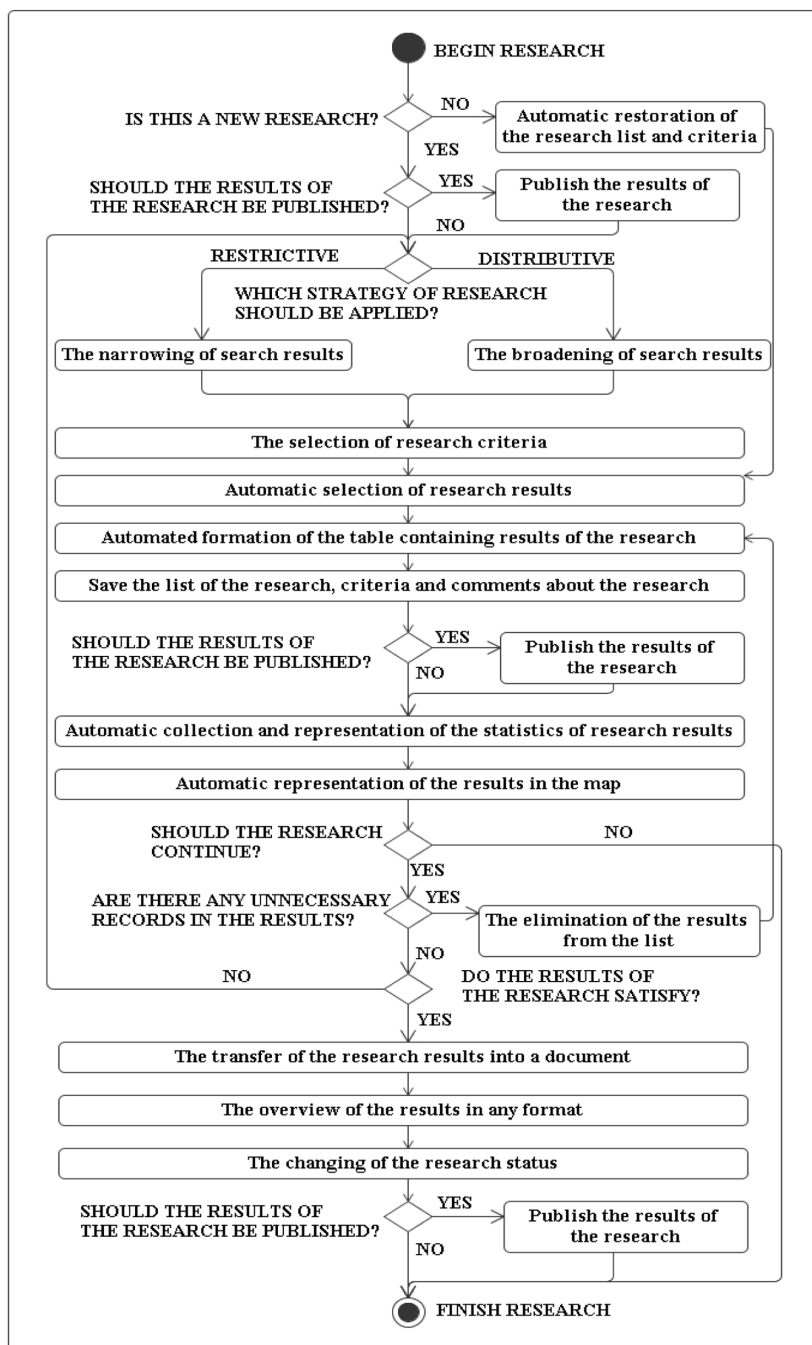 BEGIN RESEARCH
IS THIS A NEW RESEARCH?
NO
Automatic restoration of
the research list and criteria
YES
SHOULD THE RESULTS OF
THE RESEARCH BE PUBLISHED?
YES
Publish the results of
the research
NO
RESTRICTIVE
DISTRIBUTIVE
WHICH STRATEGY OF RESEARCH
SHOULD BE APPLIED?
The narrowing of search results
The broadening of search results
The selection of research criteria
Automatic selection of research results
Automated formation of the table containing results of the research
Save the list of the research, criteria and comments about the research
SHOULD THE RESULTS OF
THE RESEARCH BE PUBLISHED?
YES
Publish the results of
the research
NO
Automatic collection and representation of the statistics of research results
Automatic representation of the results in the map
SHOULD THE RESEARCH
CONTINUE?
NO
YES
ARE THERE ANY UNNECESSARY
RECORDS IN THE RESULTS?
YES
The elimination of the results
from the list
NO
NO
DO THE RESULTS OF
THE RESEARCH SATISFY?
YES
The transfer of the research results into a document
The overview of the results in any format
The changing of the research status
SHOULD THE RESULTS OF
THE RESEARCH BE PUBLISHED?
YES
Publish the results of
the research
NO
FINISH RESEARCH